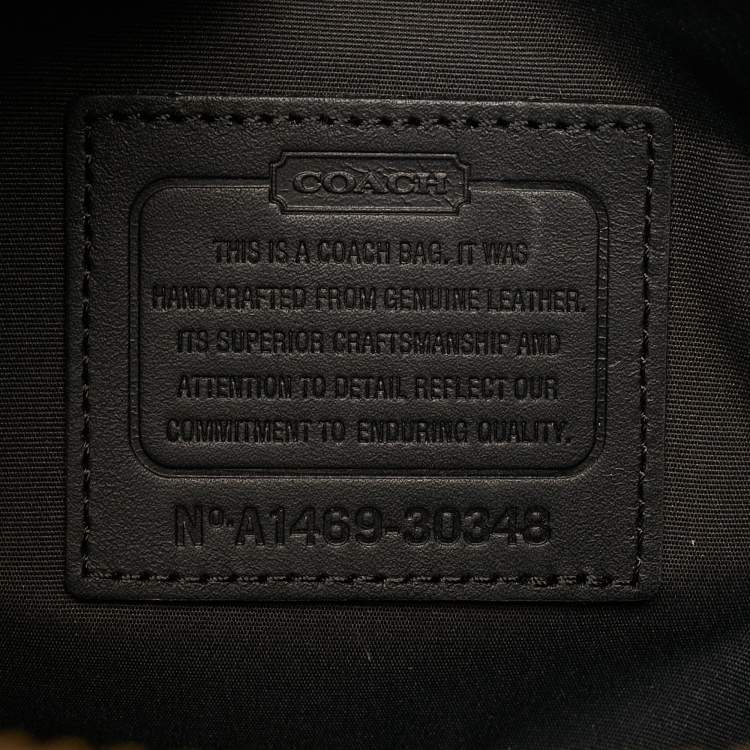 COACH
THIS IS A COACH BAG. IT WAS
HANDCRAFTED FROM GENUINE LEATHER.
ITS SUPERIOR CRAFTSMANSHIP AND
ATTENTION TO DETAIL REFLECT OUR
COMMITMENT TO ENDURING QUALITY.
Nº.A1469-30348